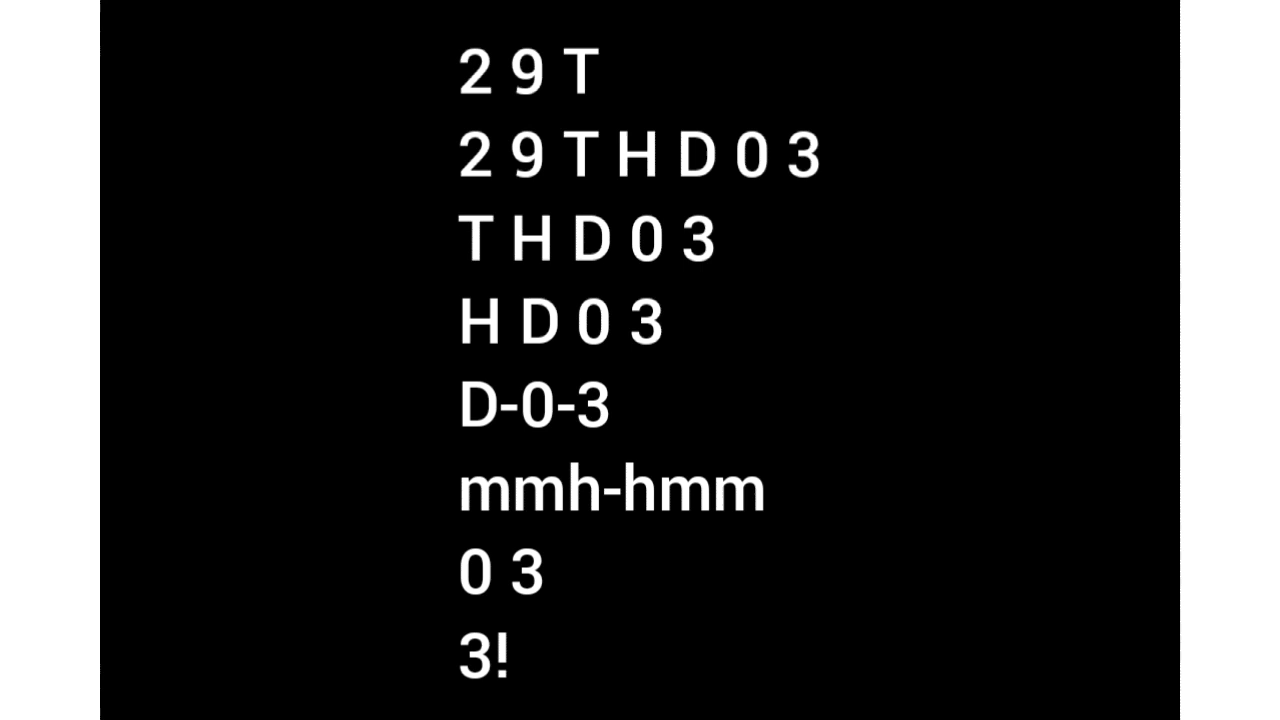 2 9 T
2 9 T H D 0 3
T H D 0 3
H D 0 3
D-0-3
mmh-hmm
0 3
3!